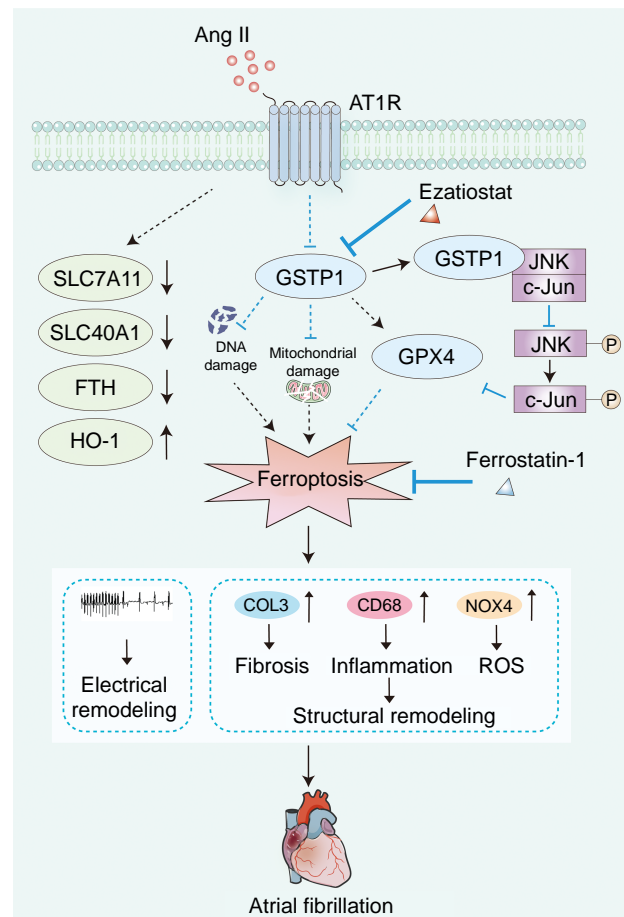 Ang II
AT1R
Ezatiostat
SLC7A11
GSTP1
GSTP1
JNK
c-Jun
SLC40A1
DNA
damage
Mitochondrial
damage
GPX4
JNK
P
FTH
c-Jun
P
HO-1
Ferroptosis
Ferrostatin-1
COL3
CD68
NOX4
Fibrosis
Inflammation
ROS
Electrical
remodeling
Structural remodeling
Atrial fibrillation